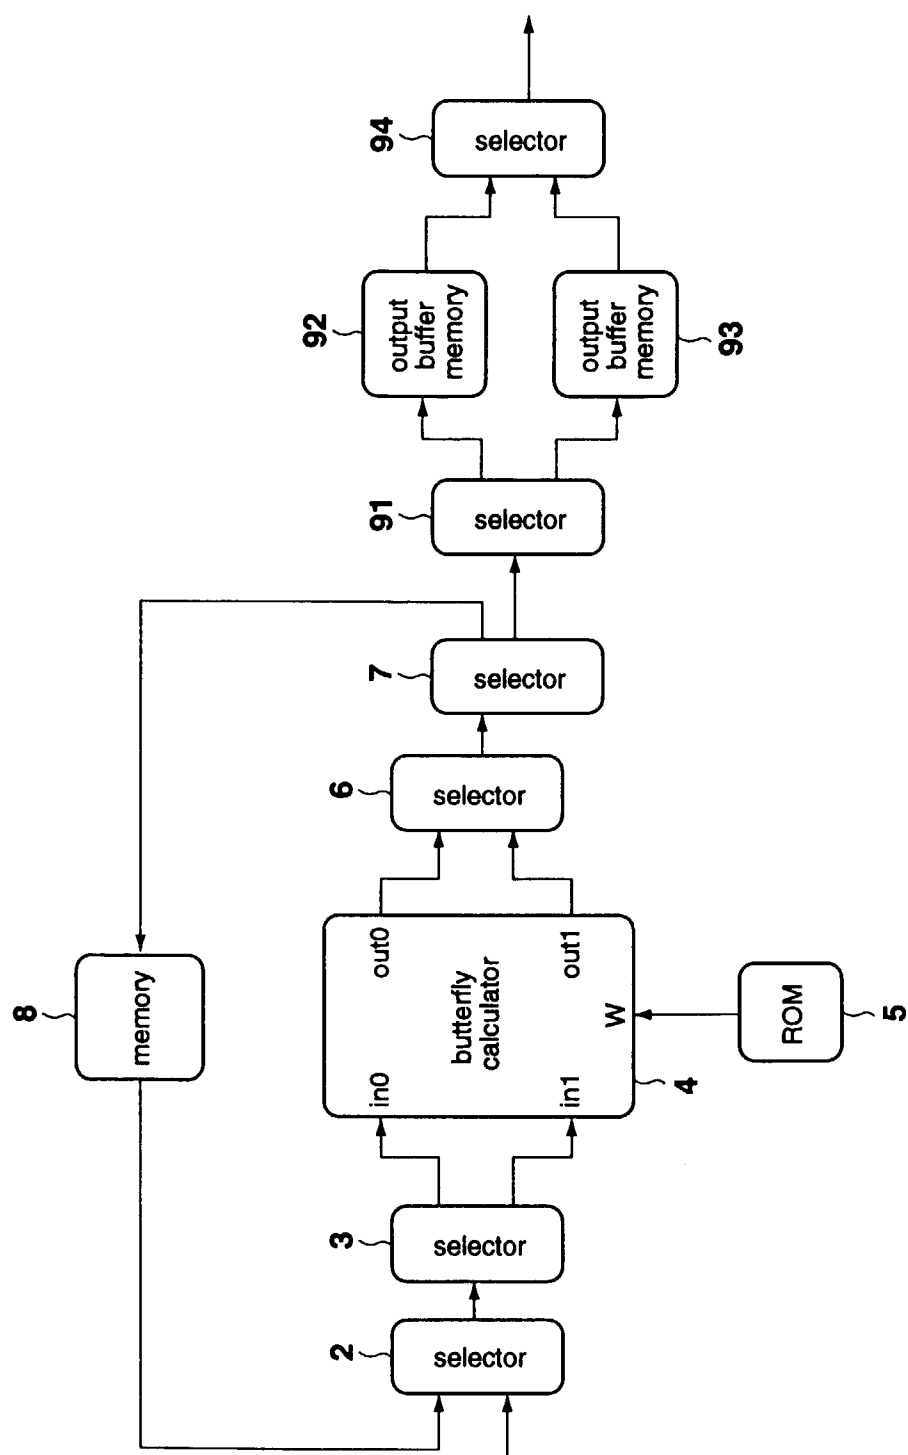 94
selector
92
output
buffer
memory
output
buffer
memory
93
91
selector
7
selector
6
selector
8
memory
out0
out1
butterfly
calculator
in0
in1
W
4
ROM
5
3
selector
2
selector